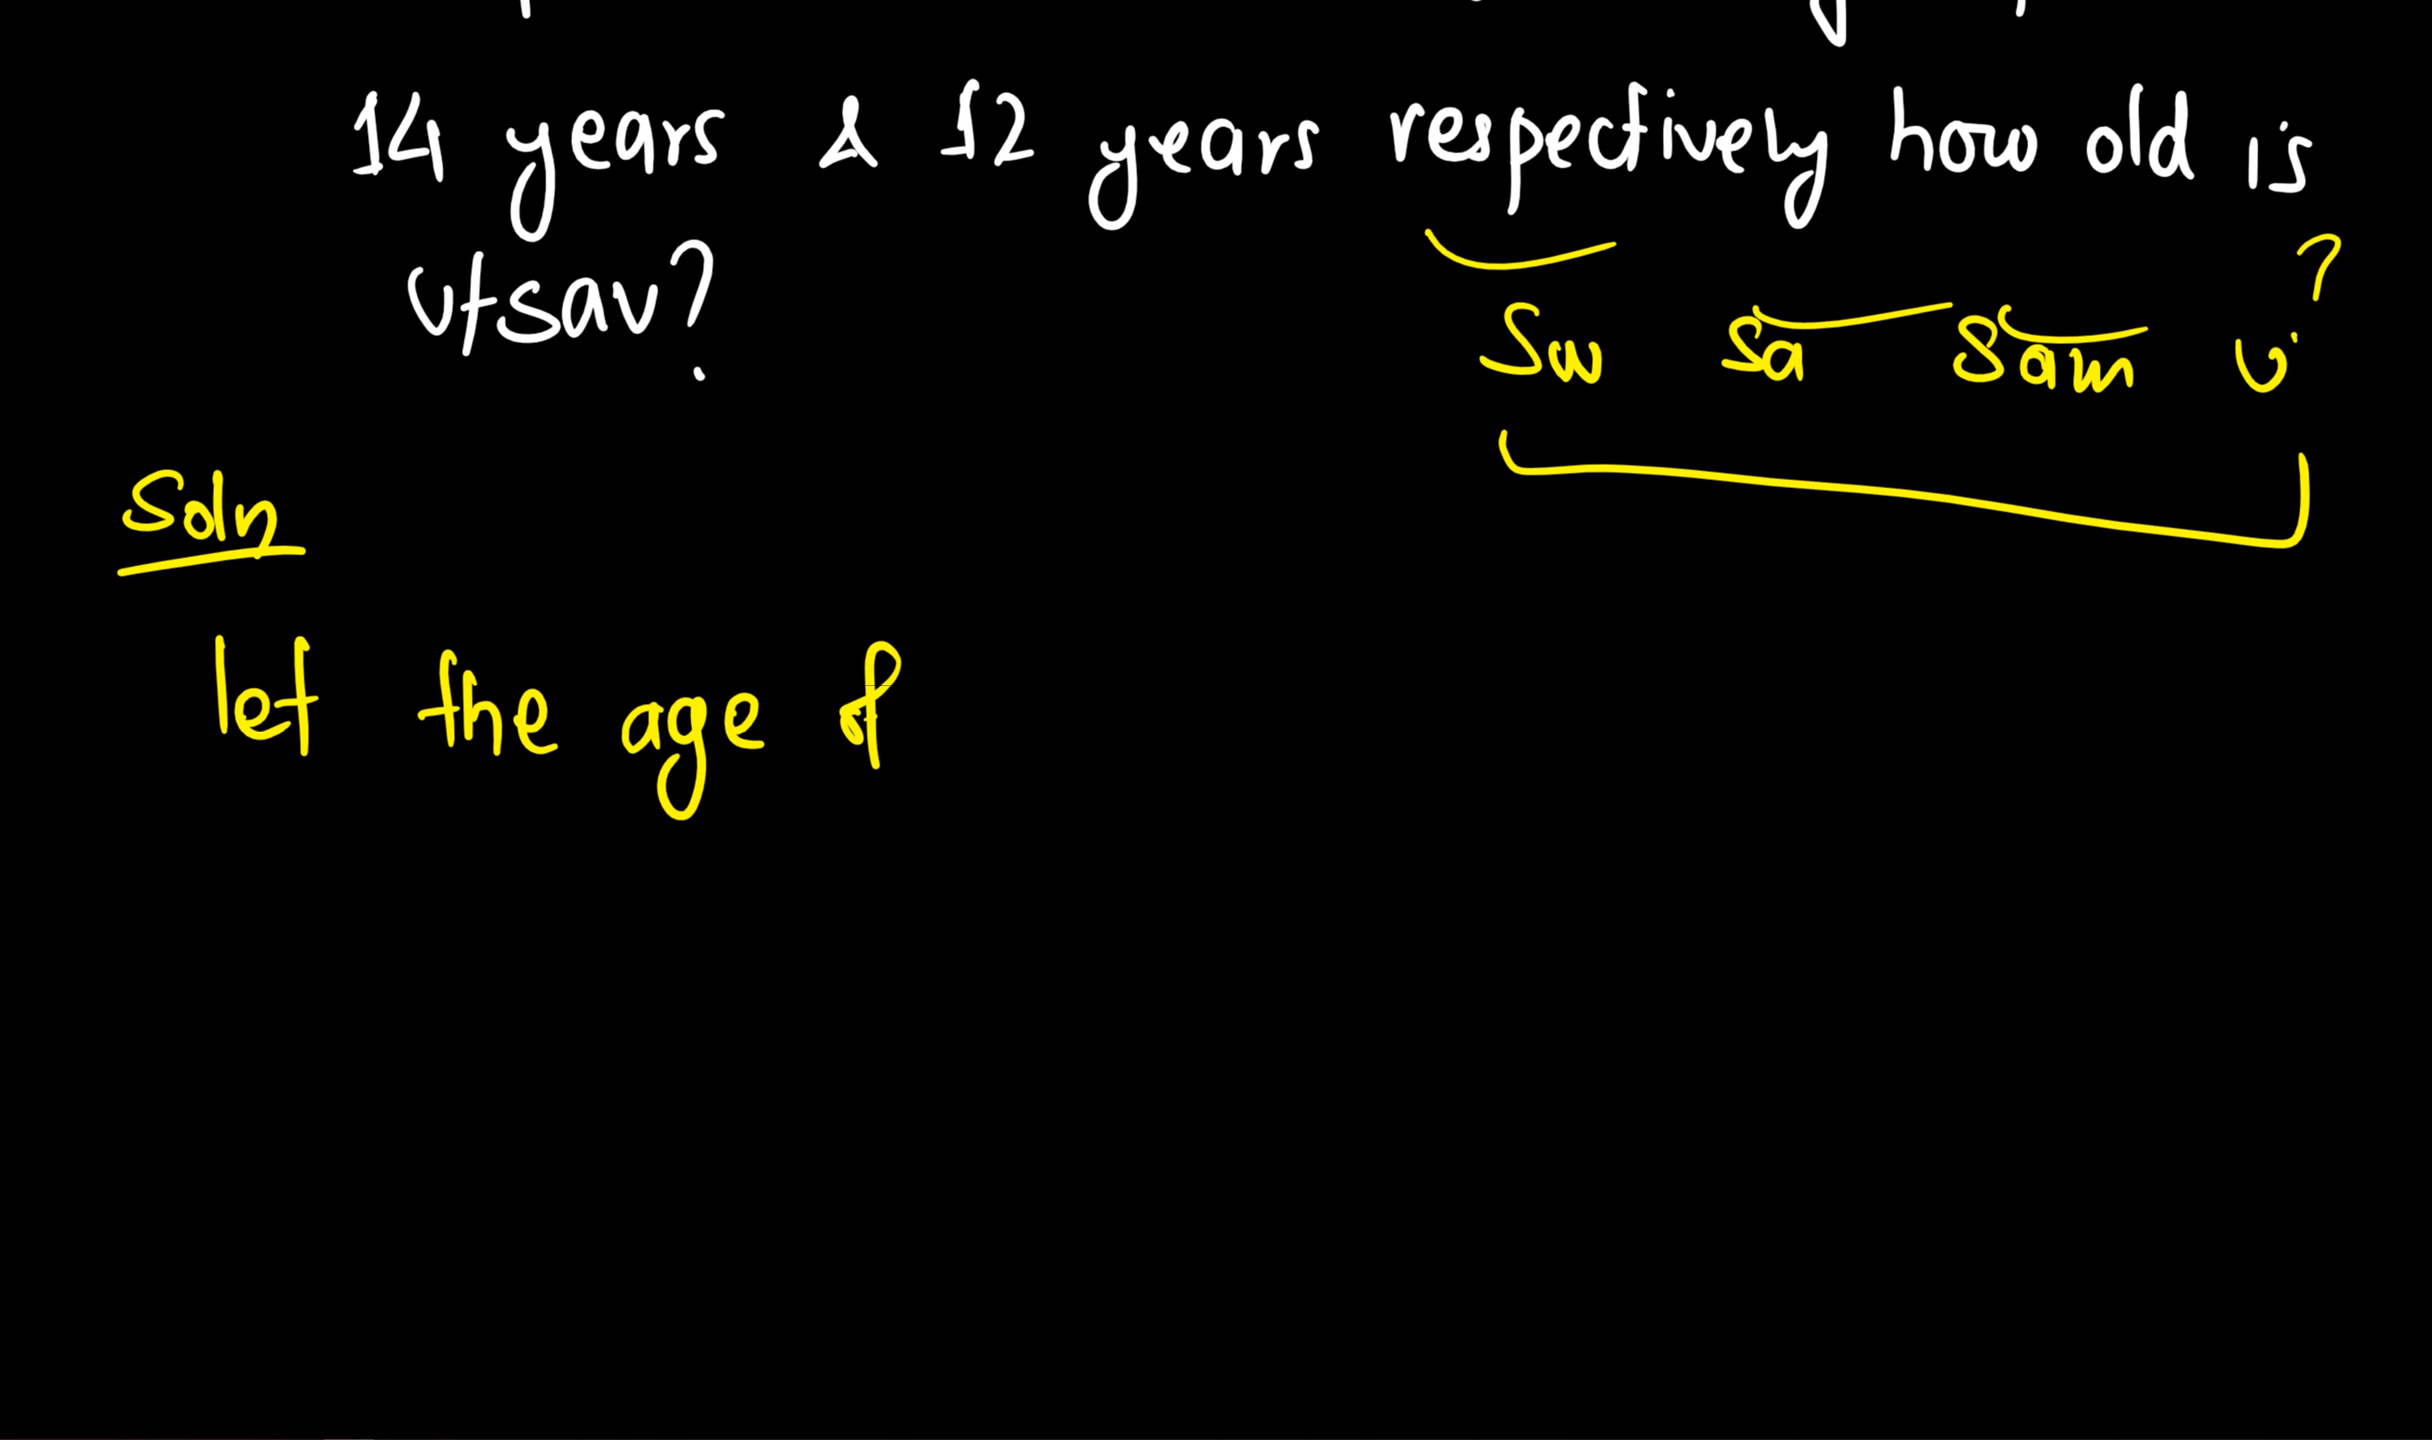 14 years & 12 years respectively how old is
utsav?
Sw sa Sam U ?
Soln
let the age of